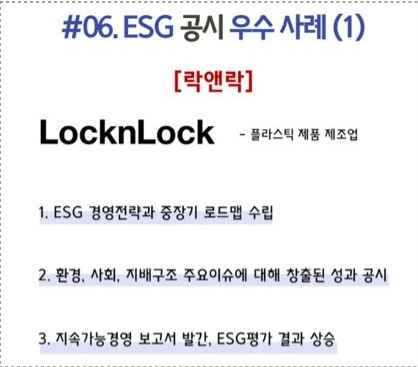 #06. ESG 공시 우수 사례 (1)
[락앤락]
LocknLock - 플라스틱 제품 제조업
1. ESG 경영전략과 중장기 로드맵 수립
2. 환경, 사회, 지배구조 주요이슈에 대해 창출된 성과 공시
3. 지속가능경영 보고서 발간, ESG평가 결과 상승